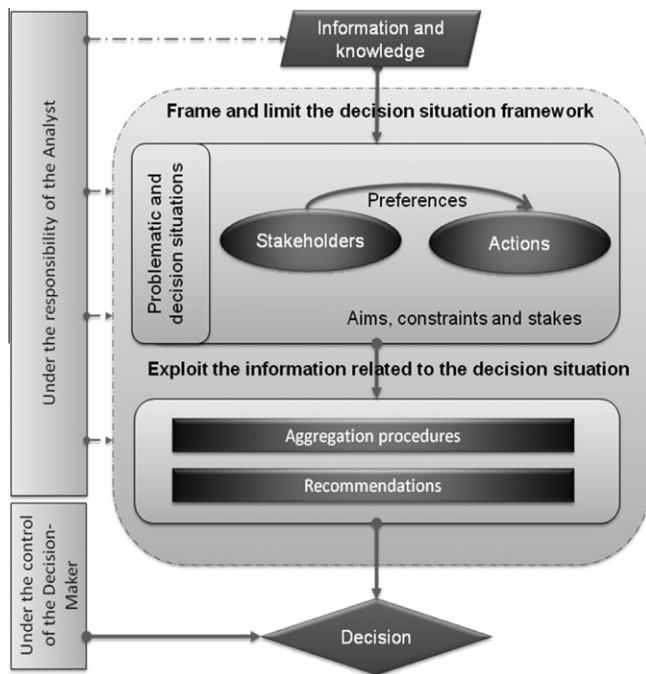 Information and
knowledge
Under the responsibility of the Analyst
Frame and limit the decision situation framework
Problematic and
decision situations
Preferences
Stakeholders
Actions
Aims, constraints and stakes
Exploit the information related to the decision situation
Aggregation procedures
Recommendations
Under the control
of the Decision-
Maker
Decision